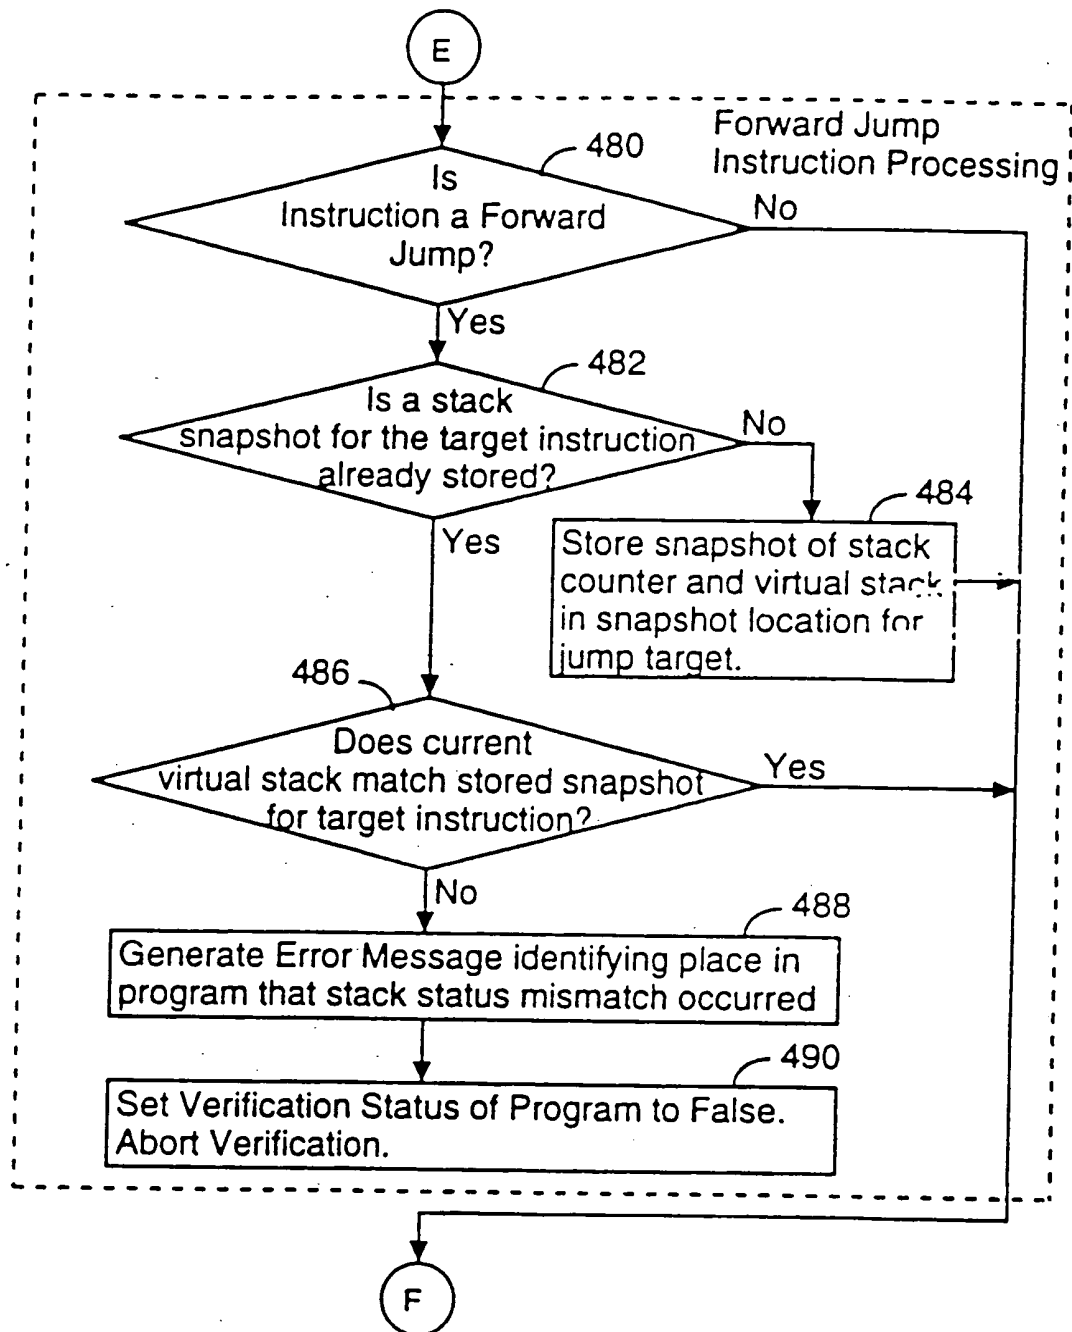 E
Forward Jump
Instruction Processing
480
Is
Instruction a Forward
Jump?
No
Yes
482
Is a stack
snapshot for the target instruction
already stored?
No
Yes
484
Store snapshot of stack
counter and virtual stack
in snapshot location for
jump target.
486
Does current
virtual stack match stored snapshot
for target instruction?
Yes
No
488
Generate Error Message identifying place in
program that stack status mismatch occurred
490
Set Verification Status of Program to False.
Abort Verification.
F